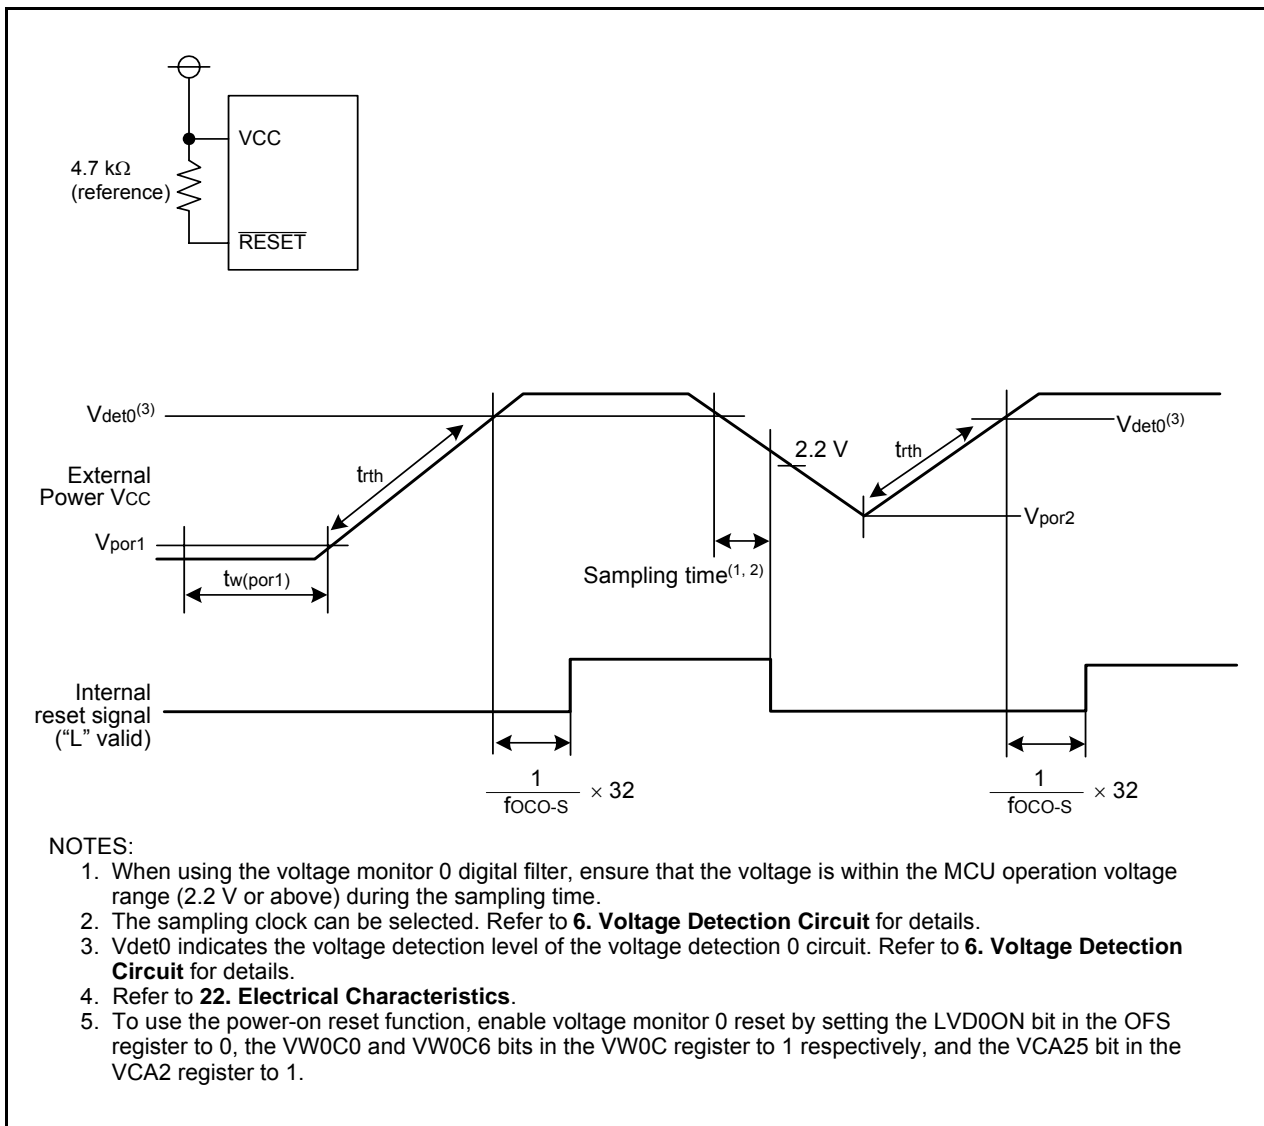 VCC
4.7 kΩ
(reference)
RESET
Vdet0(3)
2.2 V
Vdet0(3)
trth
trth
External
Power VCC
Vpor1
Vpor2
tw(por1)
Sampling time(1, 2)
Internal
reset signal
(“L” valid)
1
fOCO-S
× 32
1
fOCO-S
× 32
NOTES:
1. When using the voltage monitor 0 digital filter, ensure that the voltage is within the MCU operation voltage
range (2.2 V or above) during the sampling time.
2. The sampling clock can be selected. Refer to 6. Voltage Detection Circuit for details.
3. Vdet0 indicates the voltage detection level of the voltage detection 0 circuit. Refer to 6. Voltage Detection
Circuit for details.
4. Refer to 22. Electrical Characteristics.
5. To use the power-on reset function, enable voltage monitor 0 reset by setting the LVD0ON bit in the OFS
register to 0, the VW0C0 and VW0C6 bits in the VW0C register to 1 respectively, and the VCA25 bit in the
VCA2 register to 1.